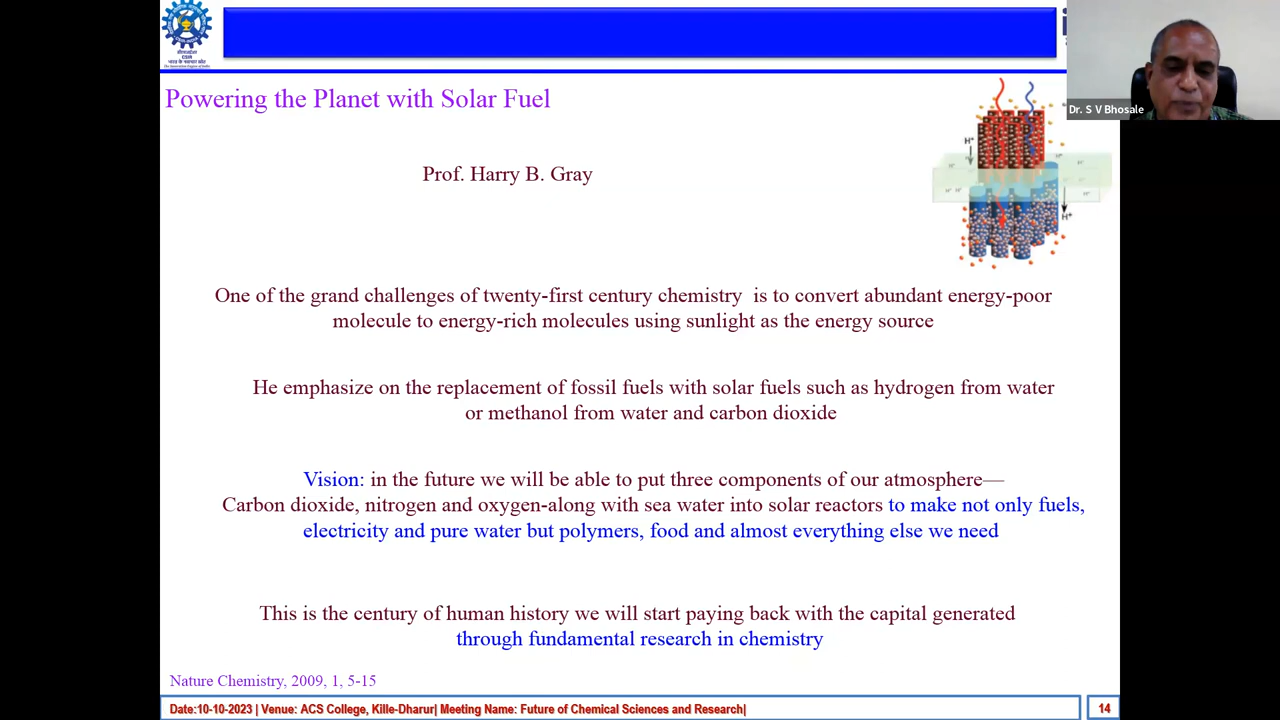 CSIR
Powering the Planet with Solar Fuel
Dr. S V Bhosale
Prof. Harry B. Gray
H⁺
H⁺
One of the grand challenges of twenty-first century chemistry is to convert abundant energy-poor
molecule to energy-rich molecules using sunlight as the energy source
He emphasize on the replacement of fossil fuels with solar fuels such as hydrogen from water
or methanol from water and carbon dioxide
Vision: in the future we will be able to put three components of our atmosphere—
Carbon dioxide, nitrogen and oxygen-along with sea water into solar reactors to make not only fuels,
electricity and pure water but polymers, food and almost everything else we need
This is the century of human history we will start paying back with the capital generated
through fundamental research in chemistry
Nature Chemistry, 2009, 1, 5-15
Date:10-10-2023 | Venue: ACS College, Kille-Dharur| Meeting Name: Future of Chemical Sciences and Research|
14